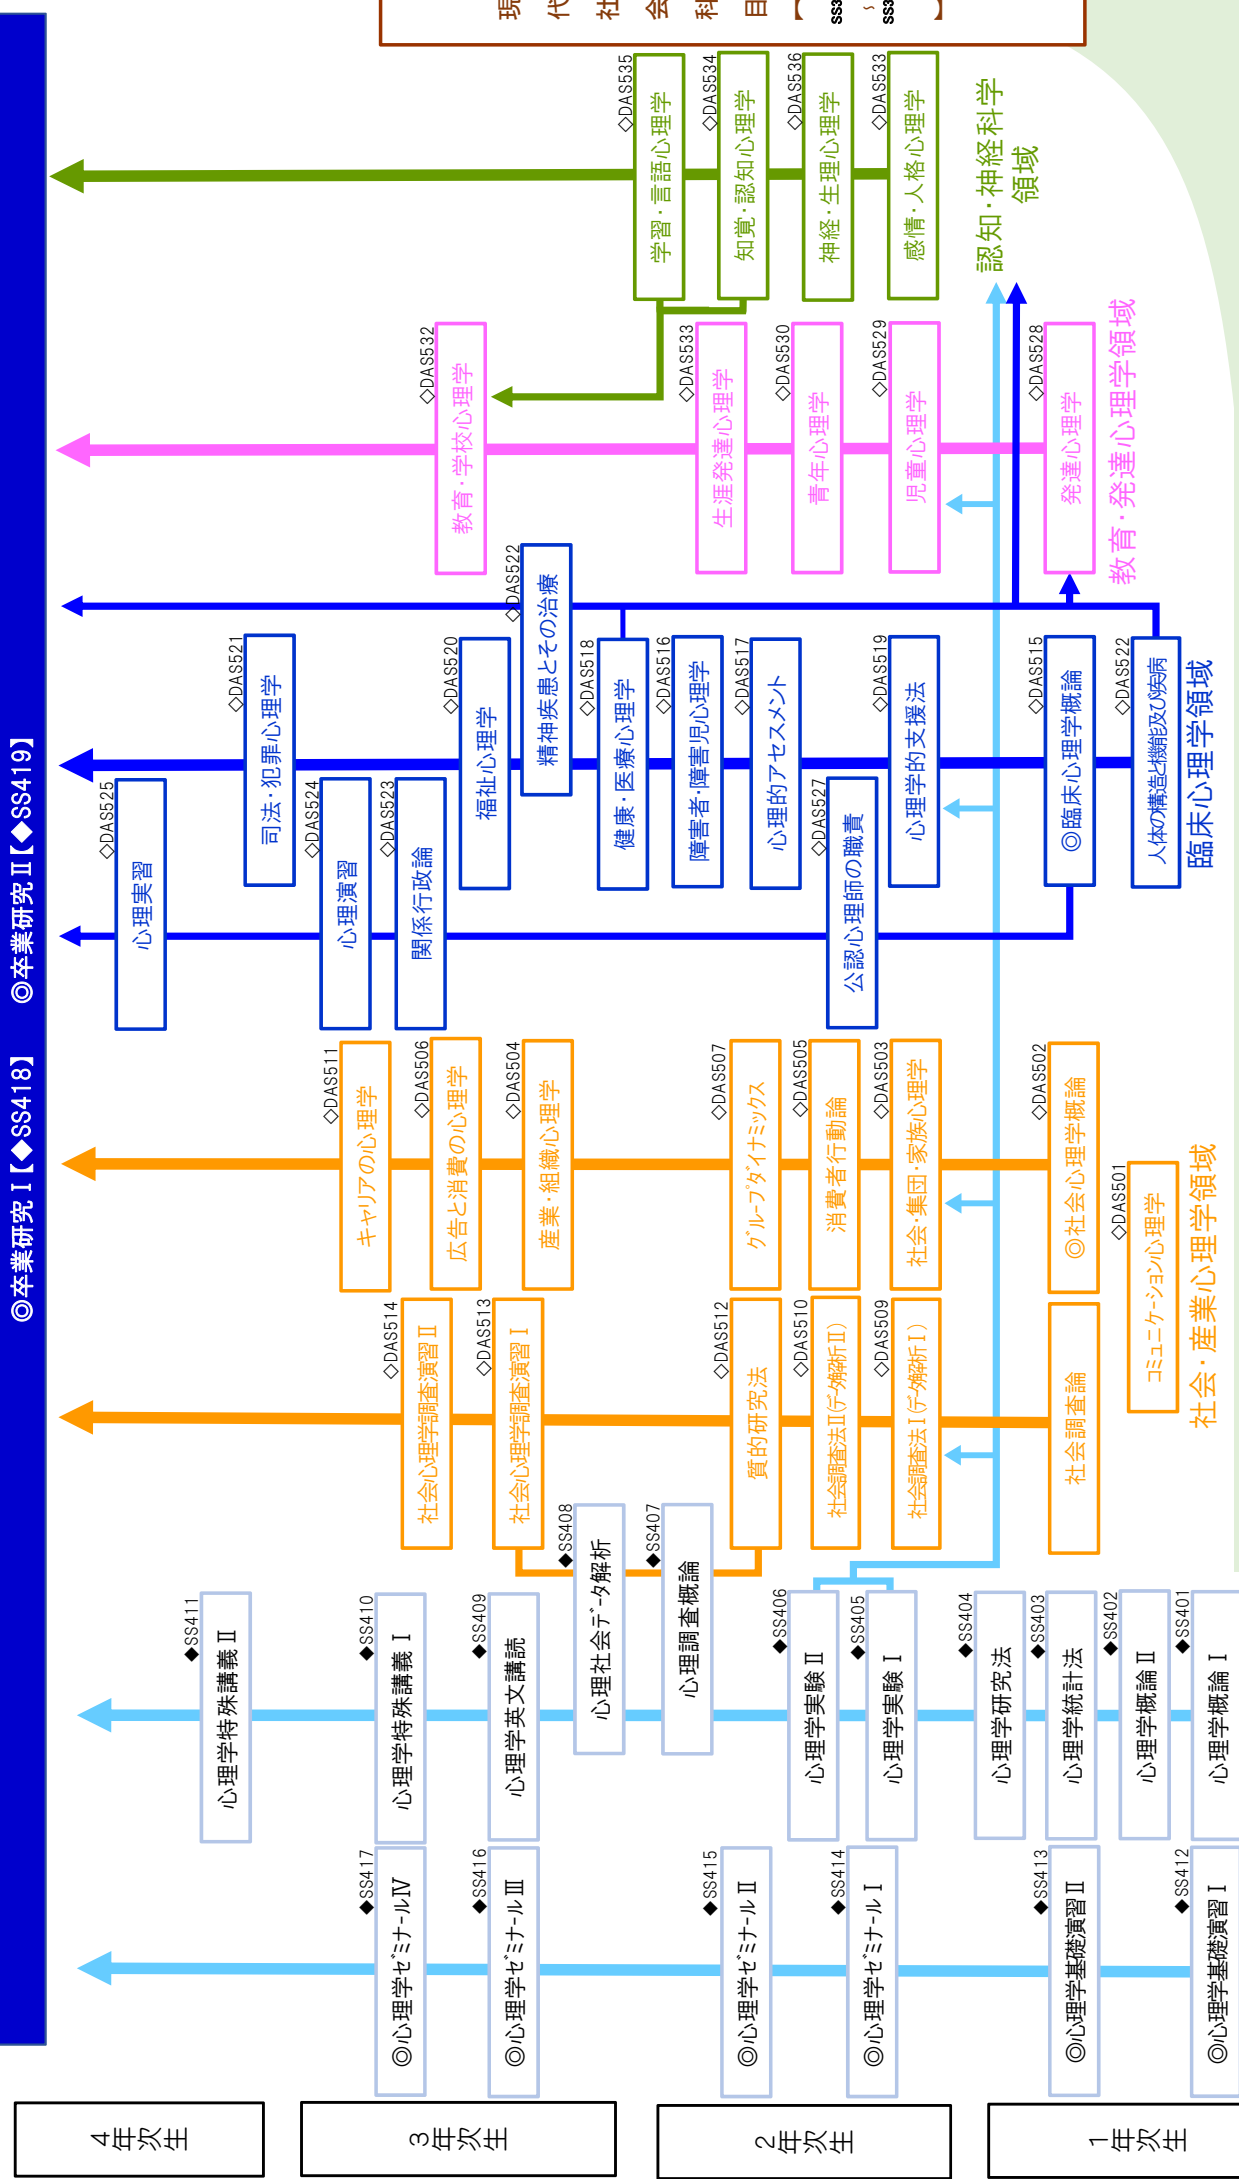 ◎卒業研究Ⅰ【◆SS418】　◎卒業研究Ⅱ【◆SS419】
4年次生
3年次生
2年次生
1年次生
◆SS417
◎心理学ゼミナールⅣ
◆SS416
◎心理学ゼミナールⅢ
◆SS415
◎心理学ゼミナールⅡ
◆SS414
◎心理学ゼミナールⅠ
◆SS413
◎心理学基礎演習Ⅱ
◆SS412
◎心理学基礎演習Ⅰ
◆SS411
心理学特殊講義Ⅱ
◆SS410
心理学特殊講義Ⅰ
◆SS409
心理学英文講読
◆SS408
心理社会データ解析
◆SS407
心理調査概論
◆SS406
心理学実験Ⅱ
◆SS405
心理学実験Ⅰ
◆SS404
心理学研究法
◆SS403
心理学統計法
◆SS402
心理学概論Ⅱ
◆SS401
心理学概論Ⅰ
◇DAS514
社会心理学調査演習Ⅱ
◇DAS513
社会心理学調査演習Ⅰ
◇DAS512
質的研究法
◇DAS510
社会調査法Ⅱ(データ解析Ⅱ)
◇DAS509
社会調査法Ⅰ(データ解析Ⅰ)
社会調査論
◇DAS511
キャリアの心理学
◇DAS506
広告と消費の心理学
◇DAS504
産業・組織心理学
◇DAS507
グループダイナミックス
◇DAS505
消費者行動論
◇DAS503
社会・集団・家族心理学
◇DAS502
◎社会心理学概論
◇DAS501
コミュニケーション心理学
社会・産業心理学領域
◇DAS525
心理実習
◇DAS524
心理演習
◇DAS523
関係行政論
◇DAS527
公認心理師の職責
◇DAS521
司法・犯罪心理学
◇DAS520
福祉心理学
◇DAS522
精神疾患とその治療
◇DAS518
健康・医療心理学
◇DAS516
障害者・障害児心理学
◇DAS517
心理的アセスメント
◇DAS519
心理学的支援法
◇DAS515
◎臨床心理学概論
◇DAS522
人体の構造と機能及び疾病
臨床心理学領域
◇DAS532
教育・学校心理学
◇DAS533
生涯発達心理学
◇DAS530
青年心理学
◇DAS529
児童心理学
◇DAS528
発達心理学
教育・発達心理学領域
◇DAS535
学習・言語心理学
◇DAS534
知覚・認知心理学
◇DAS536
神経・生理心理学
◇DAS533
感情・人格心理学
認知・神経科学
領域
現代社会科目【
SS3
～
SS3
】